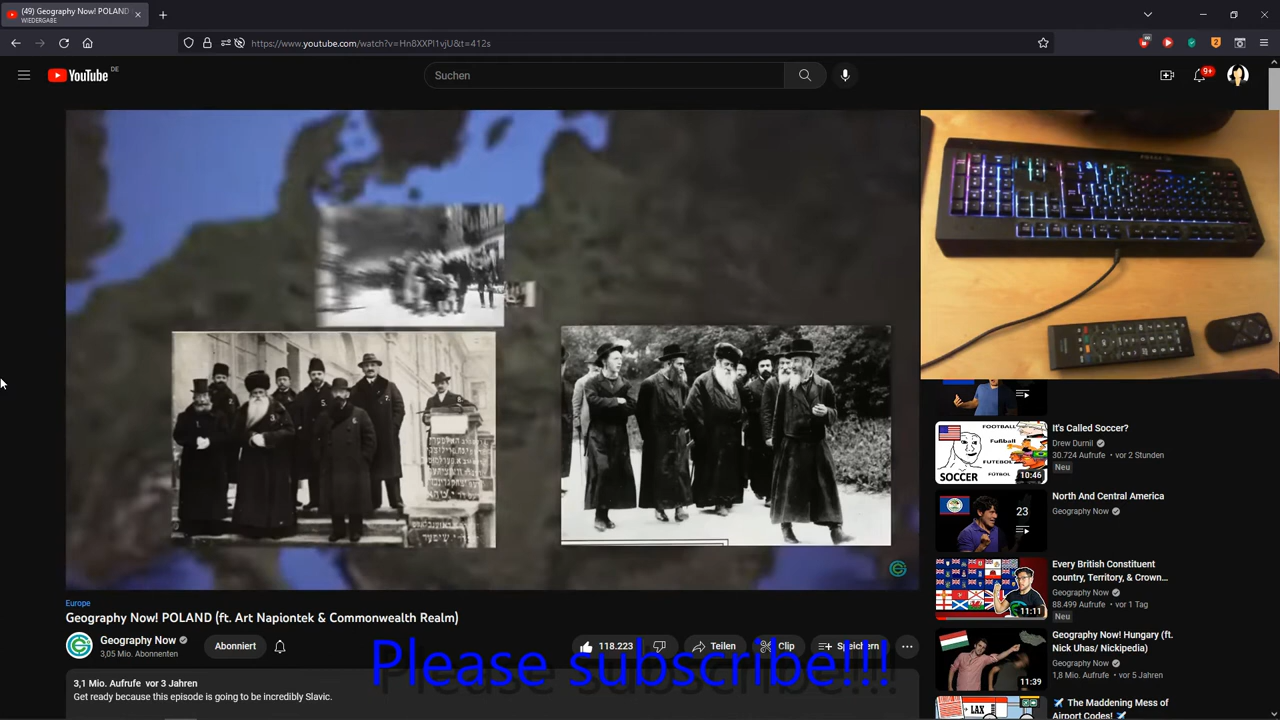 (49) Geography Now! POLAND
WIEDERGABE
https://www.youtube.com/watch?v=Hn8XXPl1vjU&t=412s
2
YouTube DE
Suchen
9+
It's Called Soccer?
Drew Durnil
30.724 Aufrufe • vor 2 Stunden
Neu
FOOTBALL
Fußball
FUTEBOL
FÚTBOL
SOCCER
10:46
North And Central America
Geography Now!
23
Every British Constituent
country, Territory, & Crown...
Geography Now!
88.499 Aufrufe • vor 1 Tag
Neu
11:11
Geography Now! Hungary (ft.
Nick Uhas/ Nickipedia)
Geography Now!
1,8 Mio. Aufrufe • vor 5 Jahren
11:39
✈️ The Maddening Mess of
Airport Codes! ✈️
LAX
Europe
Geography Now! POLAND (ft. Art Napiontek & Commonwealth Realm)
Geography Now
3,05 Mio. Abonnenten
Abonniert
118.223
Teilen
Clip
Speichern
Please subscribe!!!
3,1 Mio. Aufrufe vor 3 Jahren
Get ready because this episode is going to be incredibly Slavic.